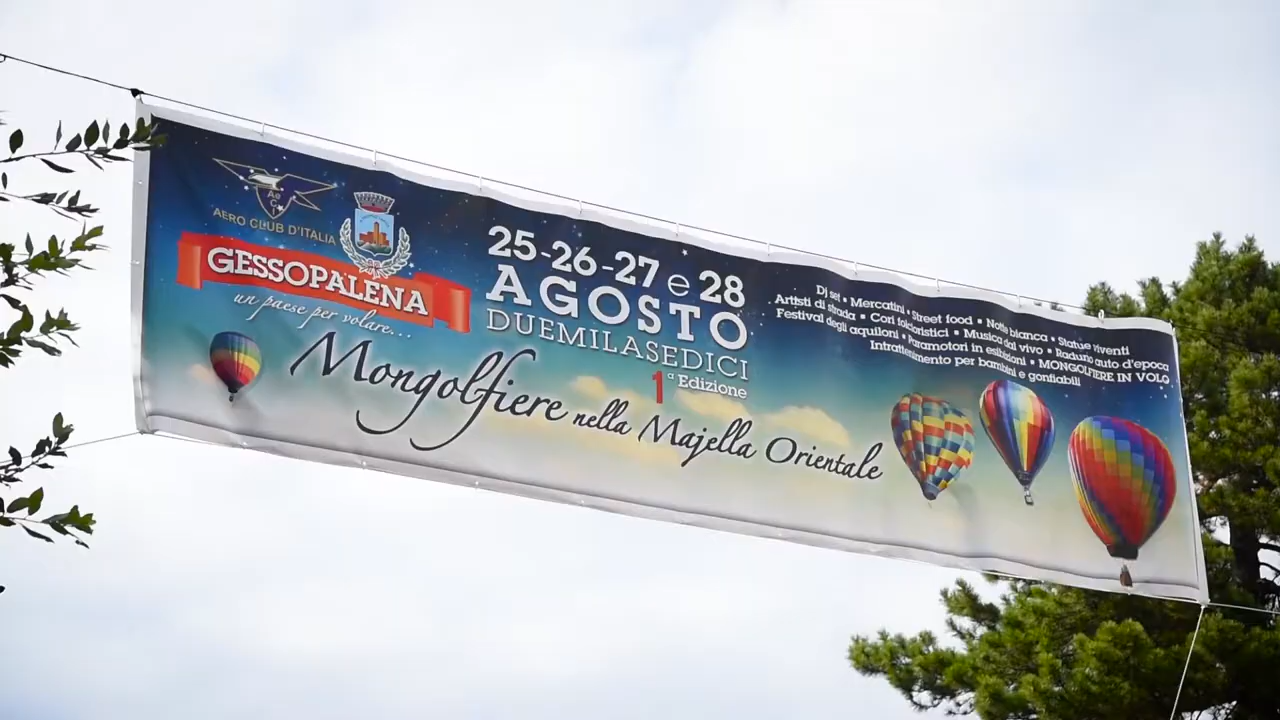 AeCI
AERO CLUB D'ITALIA
GESSOPALENA
un paese per volare...
25-26-27 e 28
AGOSTO
DUEMILASEDICI
1ª Edizione
Mongolfiere nella Majella Orientale
Dj set • Mercatini • Street food • Notte bianca • Statue viventi
Artisti di strada • Cori folcloristici • Musica dal vivo • Raduno auto d'epoca
Festival degli aquiloni • Paramotori in esibizioni • MONGOLFIERE IN VOLO
Intrattenimento per bambini e gonfiabili